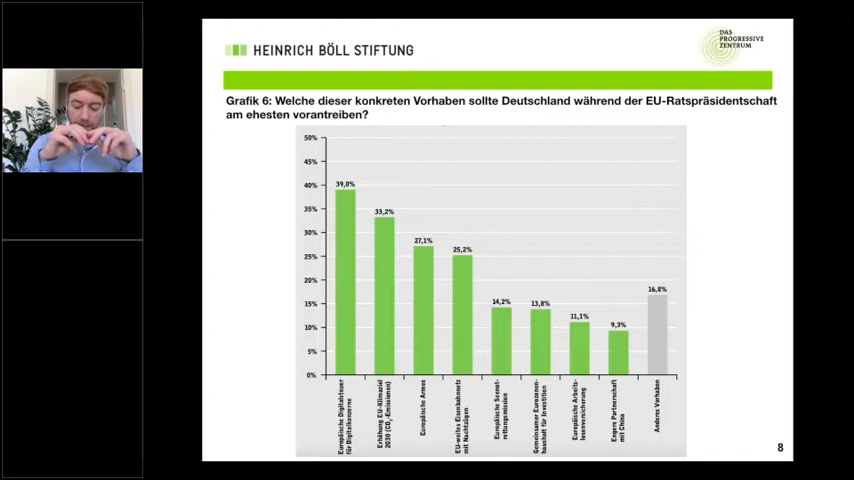 HEINRICH BÖLL STIFTUNG
DAS
PROGRESSIVE
ZENTRUM
Grafik 6: Welche dieser konkreten Vorhaben sollte Deutschland während der EU-Ratspräsidentschaft
am ehesten vorantreiben?
50%
45%
40%
35%
30%
25%
20%
15%
10%
5%
0%
39,0%
33,2%
27,1%
25,2%
14,2%
13,8%
11,1%
9,3%
16,8%
Europäische Digitalsteuer
für Digitalkonzerne
Erhöhung EU-Klimaziel
2030 (CO₂-Emissionen)
Europäische Armee
EU-weites Eisenbahnnetz
mit Nachtzügen
Europäische Seenot-
rettungsmission
Gemeinsamer Eurozonen-
haushalt für Investition
Europäische Arbeits-
losenversicherung
Engere Partnerschaft
mit China
Anderes Vorhaben
8